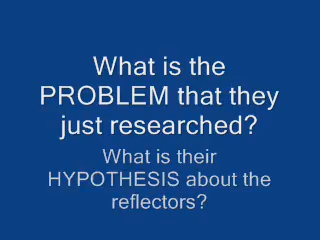 What is the
PROBLEM that they
just researched?
What is their
HYPOTHESIS about the
reflectors?